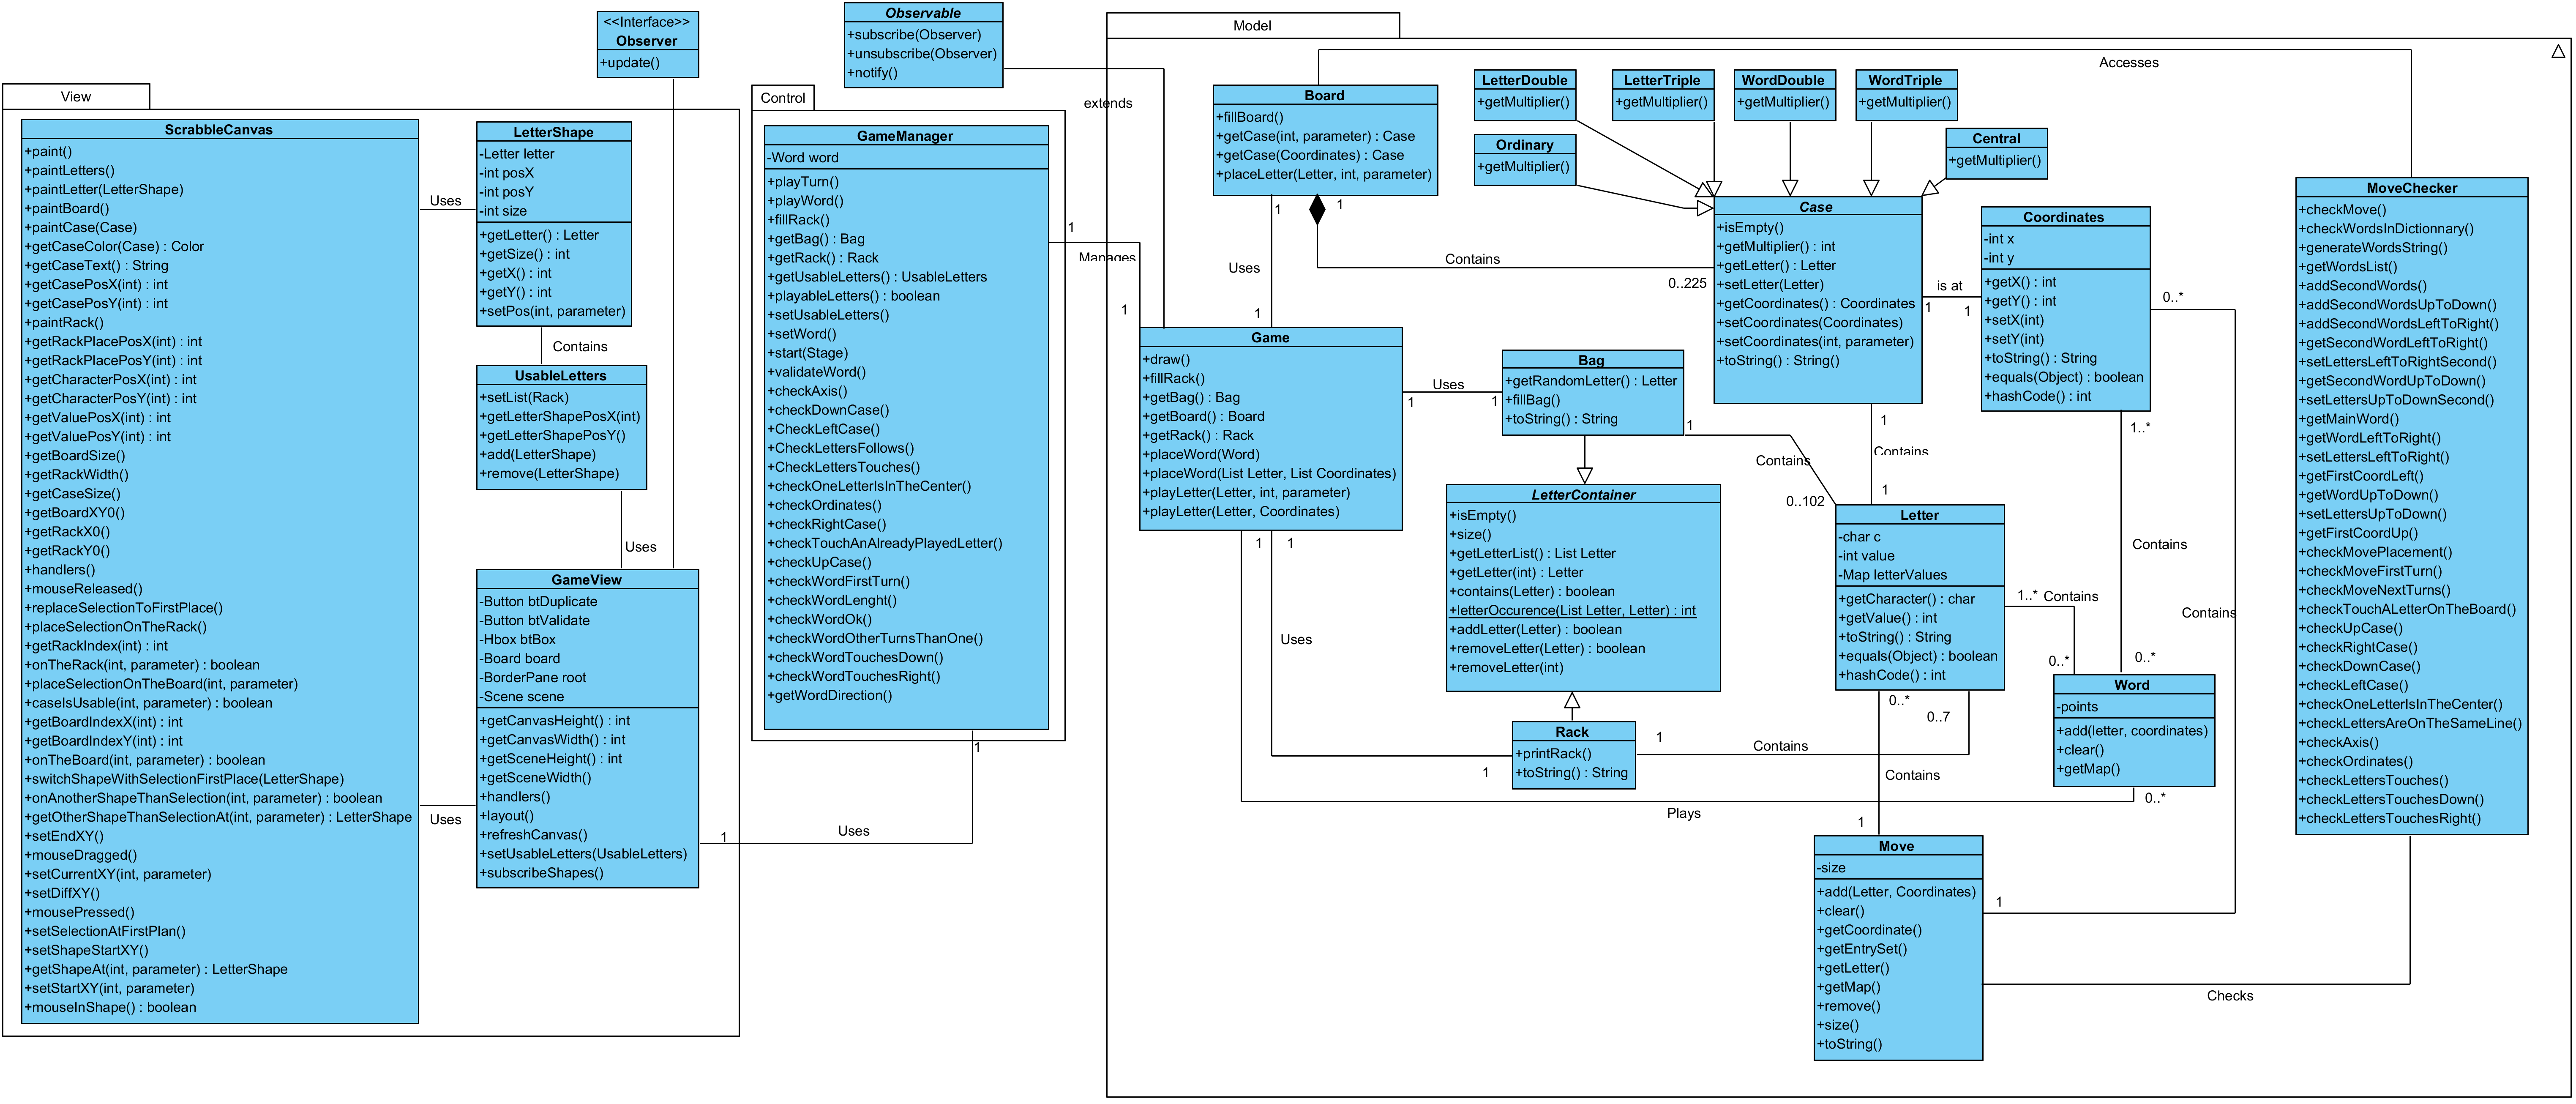 View
ScrabbleCanvas
+paint()
+paintLetters()
+paintLetter(LetterShape)
+paintBoard()
+paintCase(Case)
+getCaseColor(Case) : Color
+getCaseText() : String
+getCasePosX(int) : int
+getCasePosY(int) : int
+paintRack()
+getRackPlacePosX(int) : int
+getRackPlacePosY(int) : int
+getCharacterPosX(int) : int
+getCharacterPosY(int) : int
+getValuePosX(int) : int
+getValuePosY(int) : int
+getBoardSize()
+getRackWidth()
+getCaseSize()
+getBoardXY0()
+getRackX0()
+getRackY0()
+handlers()
+mouseReleased()
+replaceSelectionToFirstPlace()
+placeSelectionOnTheRack()
+getRackIndex(int) : int
+onTheRack(int, parameter) : boolean
+placeSelectionOnTheBoard(int, parameter)
+caseIsUsable(int, parameter) : boolean
+getBoardIndexX(int) : int
+getBoardIndexY(int) : int
+onTheBoard(int, parameter) : boolean
+switchShapeWithSelectionFirstPlace(LetterShape)
+onAnotherShapeThanSelection(int, parameter) : boolean
+getOtherShapeThanSelectionAt(int, parameter) : LetterShape
+setEndXY()
+mouseDragged()
+setCurrentXY(int, parameter)
+setDiffXY()
+mousePressed()
+setSelectionAtFirstPlan()
+setShapeStartXY()
+getShapeAt(int, parameter) : LetterShape
+setStartXY(int, parameter)
+mouseInShape() : boolean
Uses
Uses
LetterShape
-Letter letter
-int posX
-int posY
-int size
+getLetter() : Letter
+getSize() : int
+getX() : int
+getY() : int
+setPos(int, parameter)
Contains
UsableLetters
+setList(Rack)
+getLetterShapePosX(int)
+getLetterShapePosY()
+add(LetterShape)
+remove(LetterShape)
Uses
GameView
-Button btDuplicate
-Button btValidate
-Hbox btBox
-Board board
-BorderPane root
-Scene scene
+getCanvasHeight() : int
+getCanvasWidth() : int
+getSceneHeight() : int
+getSceneWidth()
+handlers()
+layout()
+refreshCanvas()
+setUsableLetters(UsableLetters)
+subscribeShapes()
1
Uses
1
<<Interface>>
Observer
+update()
Observable
+subscribe(Observer)
+unsubscribe(Observer)
+notify()
extends
Control
GameManager
-Word word
+playTurn()
+playWord()
+fillRack()
+getBag() : Bag
+getRack() : Rack
+getUsableLetters() : UsableLetters
+playableLetters() : boolean
+setUsableLetters()
+setWord()
+start(Stage)
+validateWord()
+checkAxis()
+checkDownCase()
+CheckLeftCase()
+CheckLettersFollows()
+CheckLettersTouches()
+checkOneLetterIsInTheCenter()
+checkOrdinates()
+checkRightCase()
+checkTouchAnAlreadyPlayedLetter()
+checkUpCase()
+checkWordFirstTurn()
+checkWordLenght()
+checkWordOk()
+checkWordOtherTurnsThanOne()
+checkWordTouchesDown()
+checkWordTouchesRight()
+getWordDirection()
1
Manages
1
Model
Board
+fillBoard()
+getCase(int, parameter) : Case
+getCase(Coordinates) : Case
+placeLetter(Letter, int, parameter)
1
1
Uses
1
Contains
0..225
Accesses
LetterDouble
+getMultiplier()
LetterTriple
+getMultiplier()
WordDouble
+getMultiplier()
WordTriple
+getMultiplier()
Ordinary
+getMultiplier()
Central
+getMultiplier()
Case
+isEmpty()
+getMultiplier() : int
+getLetter() : Letter
+setLetter(Letter)
+getCoordinates() : Coordinates
+setCoordinates(Coordinates)
+setCoordinates(int, parameter)
+toString() : String()
is at
1
1
Coordinates
-int x
-int y
+getX() : int
+getY() : int
+setX(int)
+setY(int)
+toString() : String
+equals(Object) : boolean
+hashCode() : int
0..*
1..*
Contains
0..*
Contains
1
Game
+draw()
+fillRack()
+getBag() : Bag
+getBoard() : Board
+getRack() : Rack
+placeWord(Word)
+placeWord(List Letter, List Coordinates)
+playLetter(Letter, int, parameter)
+playLetter(Letter, Coordinates)
Uses
1
1
1
1
Uses
1
Plays
0..*
Bag
+getRandomLetter() : Letter
+fillBag()
+toString() : String
1
Contains
0..102
1
Contains
1
LetterContainer
+isEmpty()
+size()
+getLetterList() : List Letter
+getLetter(int) : Letter
+contains(Letter) : boolean
+letterOccurence(List Letter, Letter) : int
+addLetter(Letter) : boolean
+removeLetter(Letter) : boolean
+removeLetter(int)
Rack
+printRack()
+toString() : String
1
Contains
0..7
Letter
-char c
-int value
-Map letterValues
+getCharacter() : char
+getValue() : int
+toString() : String
+equals(Object) : boolean
+hashCode() : int
1..*
Contains
0..*
0..*
Contains
1
Word
-points
+add(letter, coordinates)
+clear()
+getMap()
Move
-size
+add(Letter, Coordinates)
+clear()
+getCoordinate()
+getEntrySet()
+getLetter()
+getMap()
+remove()
+size()
+toString()
Checks
MoveChecker
+checkMove()
+checkWordsInDictionnary()
+generateWordsString()
+getWordsList()
+addSecondWords()
+addSecondWordsUpToDown()
+addSecondWordsLeftToRight()
+getSecondWordLeftToRight()
+setLettersLeftToRightSecond()
+getSecondWordUpToDown()
+setLettersUpToDownSecond()
+getMainWord()
+getWordLeftToRight()
+setLettersLeftToRight()
+getFirstCoordLeft()
+getWordUpToDown()
+setLettersUpToDown()
+getFirstCoordUp()
+checkMovePlacement()
+checkMoveFirstTurn()
+checkMoveNextTurns()
+checkTouchALetterOnTheBoard()
+checkUpCase()
+checkRightCase()
+checkDownCase()
+checkLeftCase()
+checkOneLetterIsInTheCenter()
+checkLettersAreOnTheSameLine()
+checkAxis()
+checkOrdinates()
+checkLettersTouches()
+checkLettersTouchesDown()
+checkLettersTouchesRight()